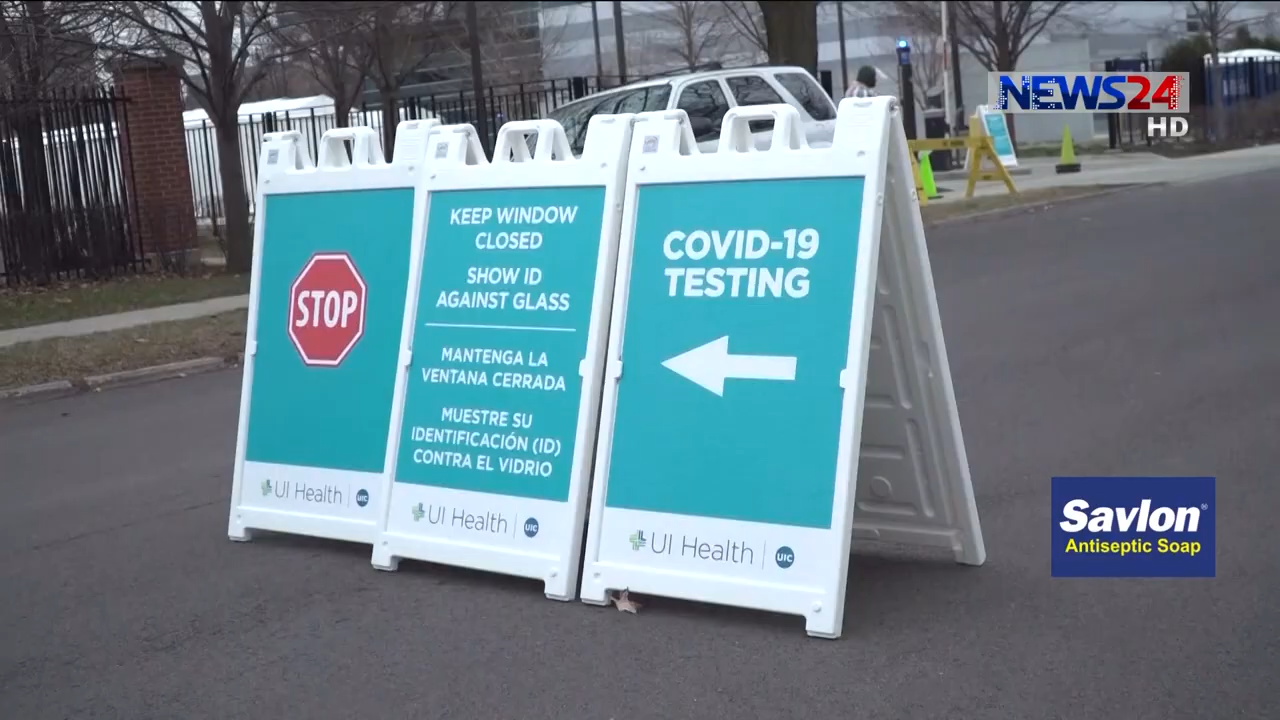 NEWS24
HD
STOP
UI Health
UIC
KEEP WINDOW
CLOSED
SHOW ID
AGAINST GLASS
MANTENGA LA
VENTANA CERRADA
MUESTRE SU
IDENTIFICACIÓN (ID)
CONTRA EL VIDRIO
UI Health
UIC
COVID-19
TESTING
UI Health
UIC
Savlon®
Antiseptic Soap